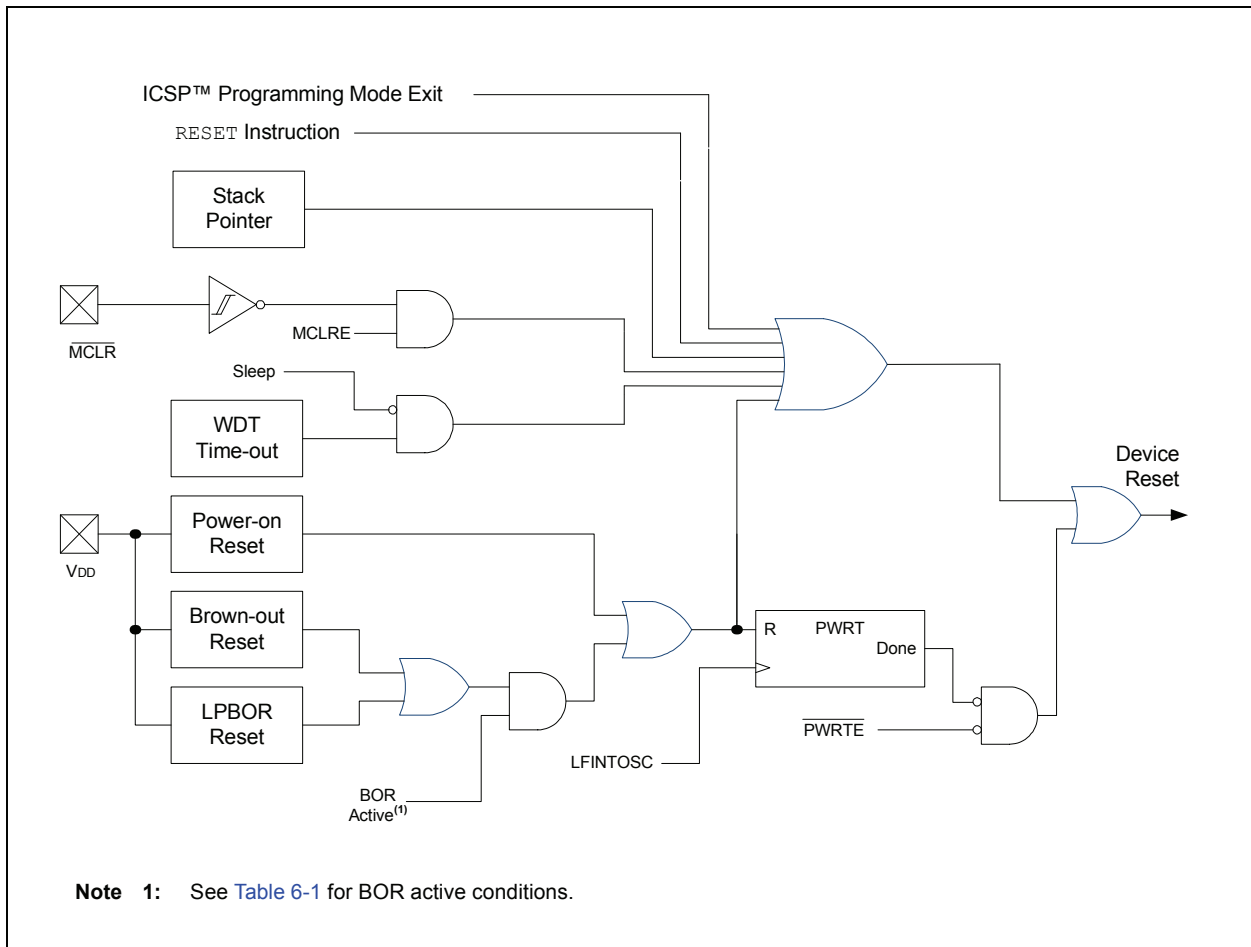 ICSP™ Programming Mode Exit
RESET Instruction
Stack
Pointer
MCLR
MCLRE
Sleep
WDT
Time-out
Device
Reset
VDD
Power-on
Reset
Brown-out
Reset
LPBOR
Reset
R PWRT
Done
PWRTE
LFINTOSC
BOR
Active(1)
Note 1: See Table 6-1 for BOR active conditions.